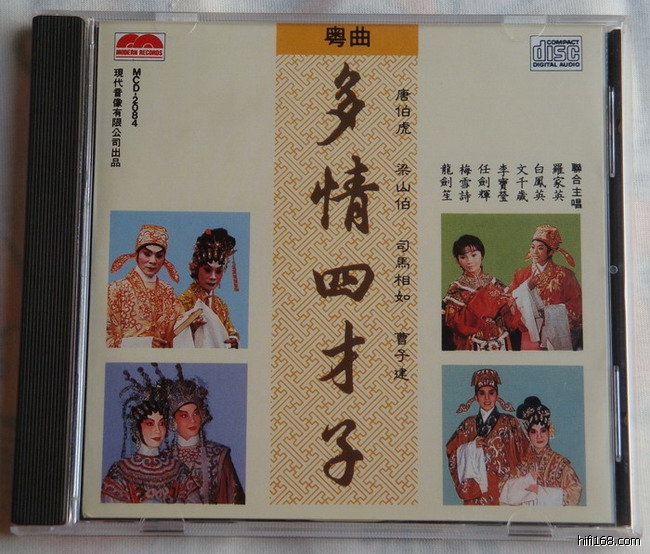 MODERN RECORDS
MCD-2084
現代音像有限公司出品
粤曲
COMPACT
disc
DIGITAL AUDIO
多情四才子
唐伯虎 梁山伯 司馬相如 曹子建
聯合主唱
羅家英
白鳳英
文千歲
李寶瑩
任劍輝
梅雪詩
龍劍笙
hifi168.com